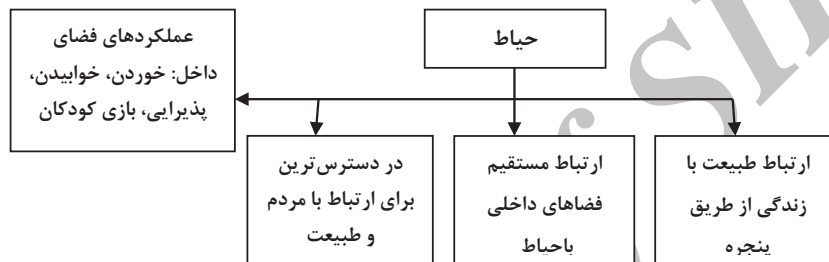 حیاط
عملکردهای فضای
داخل: خوردن، خوابیدن،
پذیرایی، بازی کودکان
ارتباط طبیعت با
زندگی از طریق
پنجره
ارتباط مستقیم
فضاهای داخلی
باحیاط
در دسترس‌ترین
برای ارتباط با مردم
و طبیعت